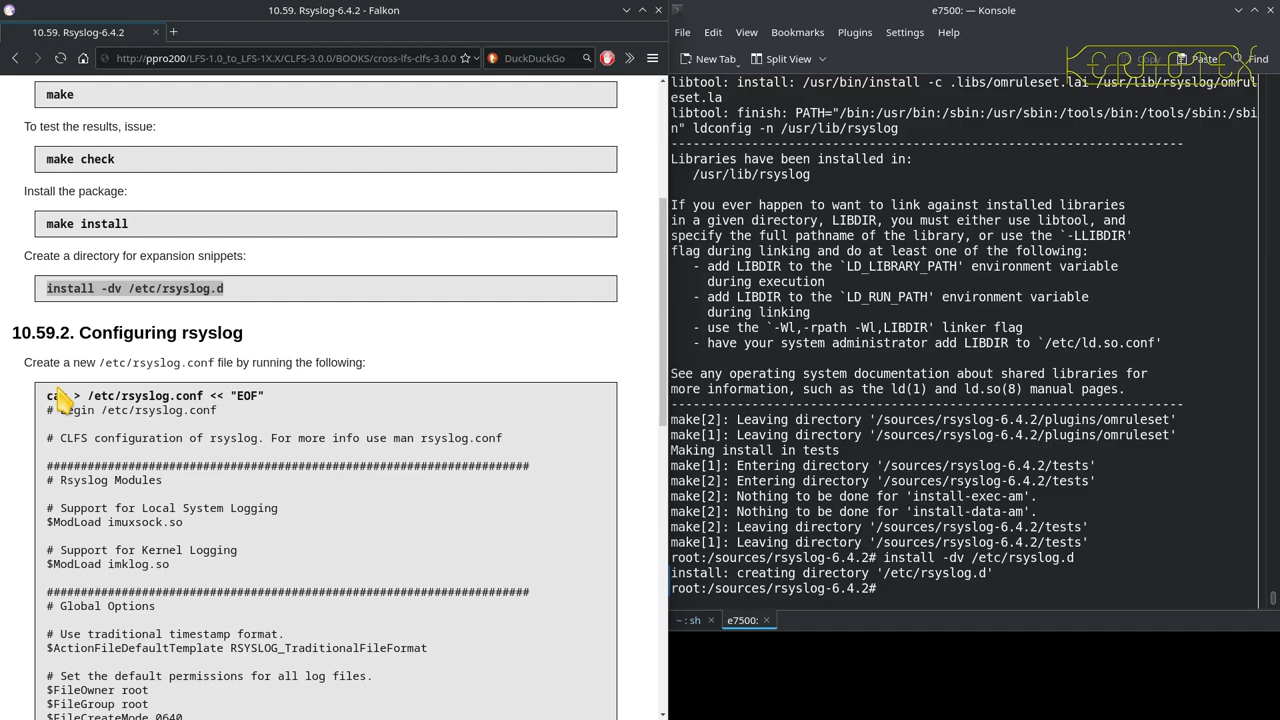 10.59. Rsyslog-6.4.2 - Falkon
10.59. Rsyslog-6.4.2
http://ppro200/LFS-1.0_to_LFS-1X.X/CLFS-3.0.0/BOOKS/cross-lfs-clfs-3.0.0
DuckDuckGo
make
To test the results, issue:
make check
Install the package:
make install
Create a directory for expansion snippets:
install -dv /etc/rsyslog.d
10.59.2. Configuring rsyslog
Create a new /etc/rsyslog.conf file by running the following:
> /etc/rsyslog.conf << "EOF"
# Begin /etc/rsyslog.conf
# CLFS configuration of rsyslog. For more info use man rsyslog.conf
#######################################################################
# Rsyslog Modules
# Support for Local System Logging
$ModLoad imuxsock.so
# Support for Kernel Logging
$ModLoad imklog.so
#######################################################################
# Global Options
# Use traditional timestamp format.
$ActionFileDefaultTemplate RSYSLOG_TraditionalFileFormat
# Set the default permissions for all log files.
$FileOwner root
$FileGroup root
$FileCreateMode 0640
e7500: — Konsole
File Edit View Bookmarks Plugins Settings Help
New Tab Split View Copy Paste Find
libtool: install: /usr/bin/install -c .libs/omruleset.lai /usr/lib/rsyslog/omrul
eset.la
libtool: finish: PATH="/bin:/usr/bin:/sbin:/usr/sbin:/tools/bin:/tools/sbin:/sbi
n" ldconfig -n /usr/lib/rsyslog
----------------------------------------------------------------------
Libraries have been installed in:
/usr/lib/rsyslog
If you ever happen to want to link against installed libraries
in a given directory, LIBDIR, you must either use libtool, and
specify the full pathname of the library, or use the `-LLIBDIR'
flag during linking and do at least one of the following:
- add LIBDIR to the `LD_LIBRARY_PATH' environment variable
during execution
- add LIBDIR to the `LD_RUN_PATH' environment variable
during linking
- use the `-Wl,-rpath -Wl,LIBDIR' linker flag
- have your system administrator add LIBDIR to `/etc/ld.so.conf'
See any operating system documentation about shared libraries for
more information, such as the ld(1) and ld.so(8) manual pages.
----------------------------------------------------------------------
make[2]: Leaving directory '/sources/rsyslog-6.4.2/plugins/omruleset'
make[1]: Leaving directory '/sources/rsyslog-6.4.2/plugins/omruleset'
Making install in tests
make[1]: Entering directory '/sources/rsyslog-6.4.2/tests'
make[2]: Entering directory '/sources/rsyslog-6.4.2/tests'
make[2]: Nothing to be done for 'install-exec-am'.
make[2]: Nothing to be done for 'install-data-am'.
make[2]: Leaving directory '/sources/rsyslog-6.4.2/tests'
make[1]: Leaving directory '/sources/rsyslog-6.4.2/tests'
root:/sources/rsyslog-6.4.2# install -dv /etc/rsyslog.d
install: creating directory '/etc/rsyslog.d'
root:/sources/rsyslog-6.4.2#
~ : sh e7500: